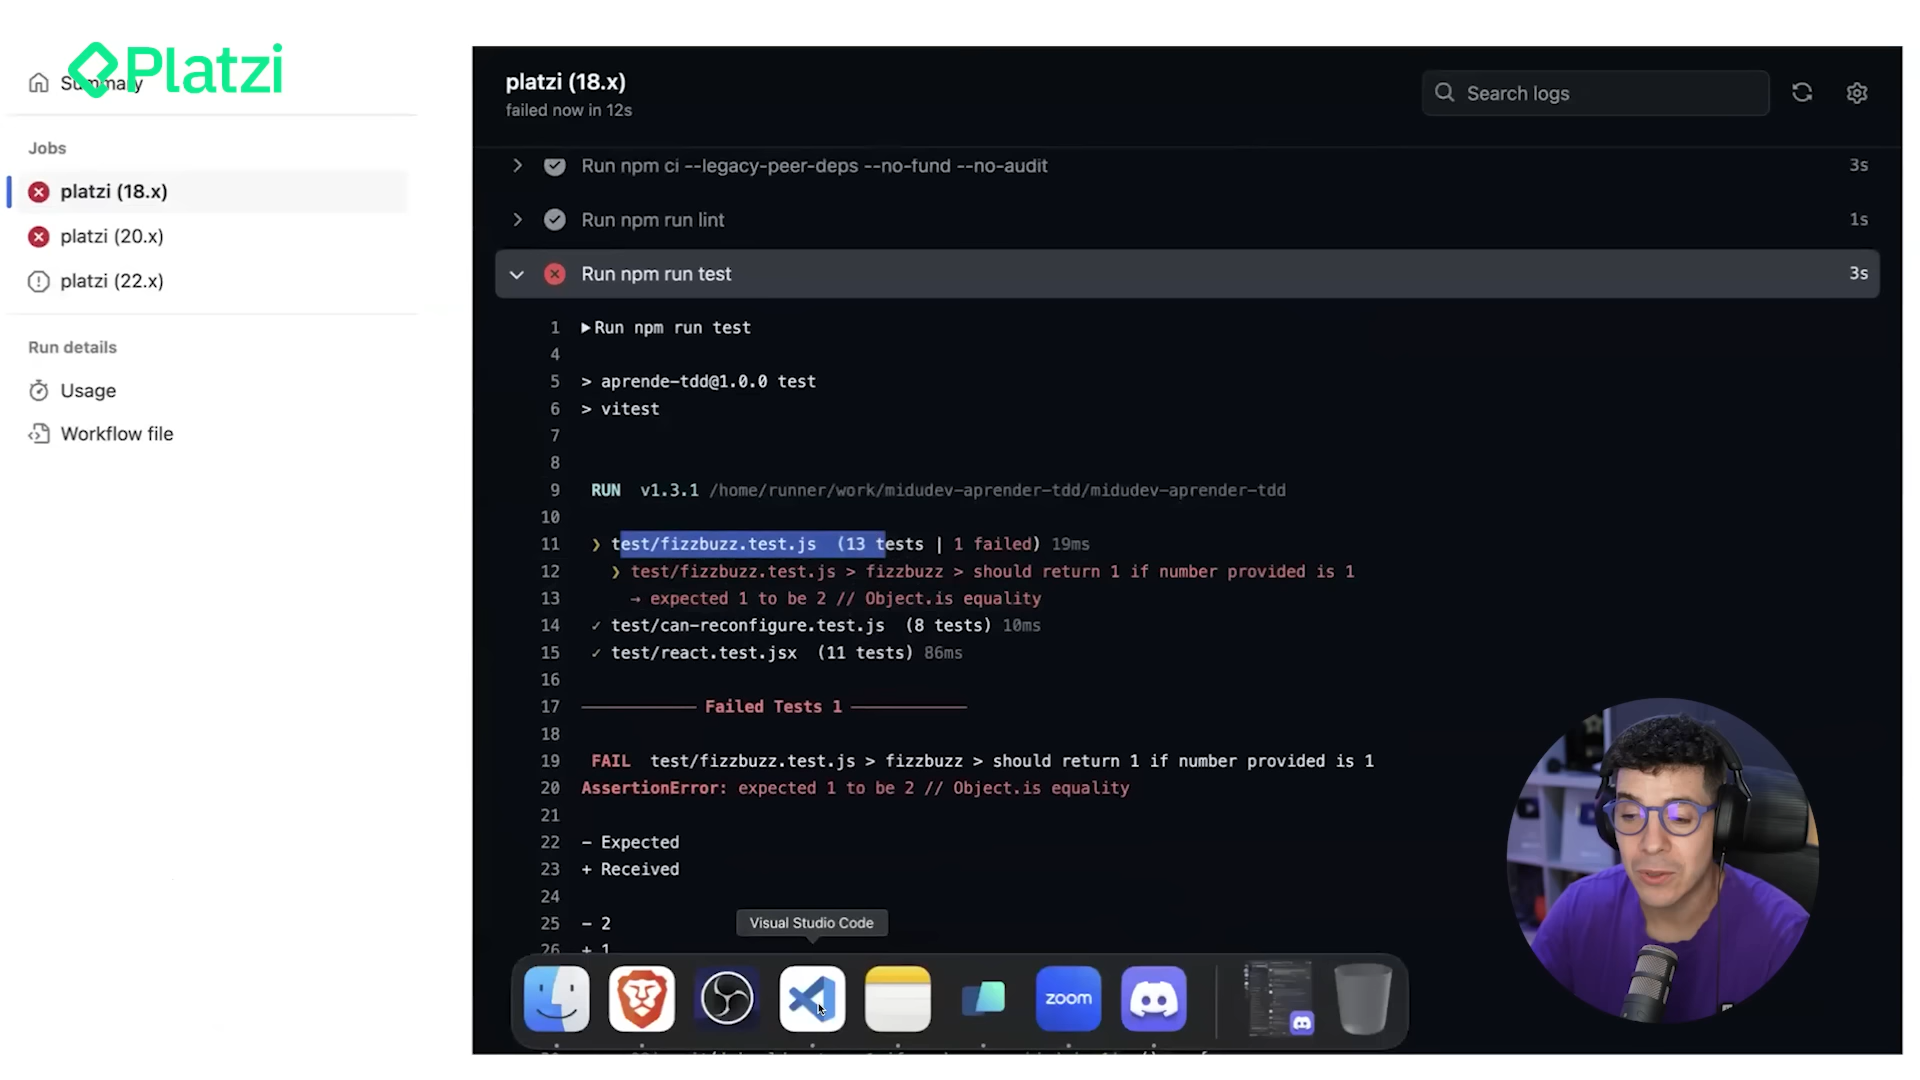 Platzi
Summary
Jobs
platzi (18.x)
platzi (20.x)
platzi (22.x)
Run details
Usage
Workflow file
platzi (18.x)
failed now in 12s
Search logs
Run npm ci --legacy-peer-deps --no-fund --no-audit 3s
Run npm run lint 1s
Run npm run test 3s
1 ▶Run npm run test
4
5 > aprende-tdd@1.0.0 test
6 > vitest
7
8
9 RUN v1.3.1 /home/runner/work/midudev-aprender-tdd/midudev-aprender-tdd
10
11 ❯ test/fizzbuzz.test.js (13 tests | 1 failed) 19ms
12 ❯ test/fizzbuzz.test.js > fizzbuzz > should return 1 if number provided is 1
13 → expected 1 to be 2 // Object.is equality
14 ✓ test/can-reconfigure.test.js (8 tests) 10ms
15 ✓ test/react.test.jsx (11 tests) 86ms
16
17 Failed Tests 1
18
19 FAIL test/fizzbuzz.test.js > fizzbuzz > should return 1 if number provided is 1
20 AssertionError: expected 1 to be 2 // Object.is equality
21
22 - Expected
23 + Received
24
25 - 2
26 + 1
Visual Studio Code
zoom